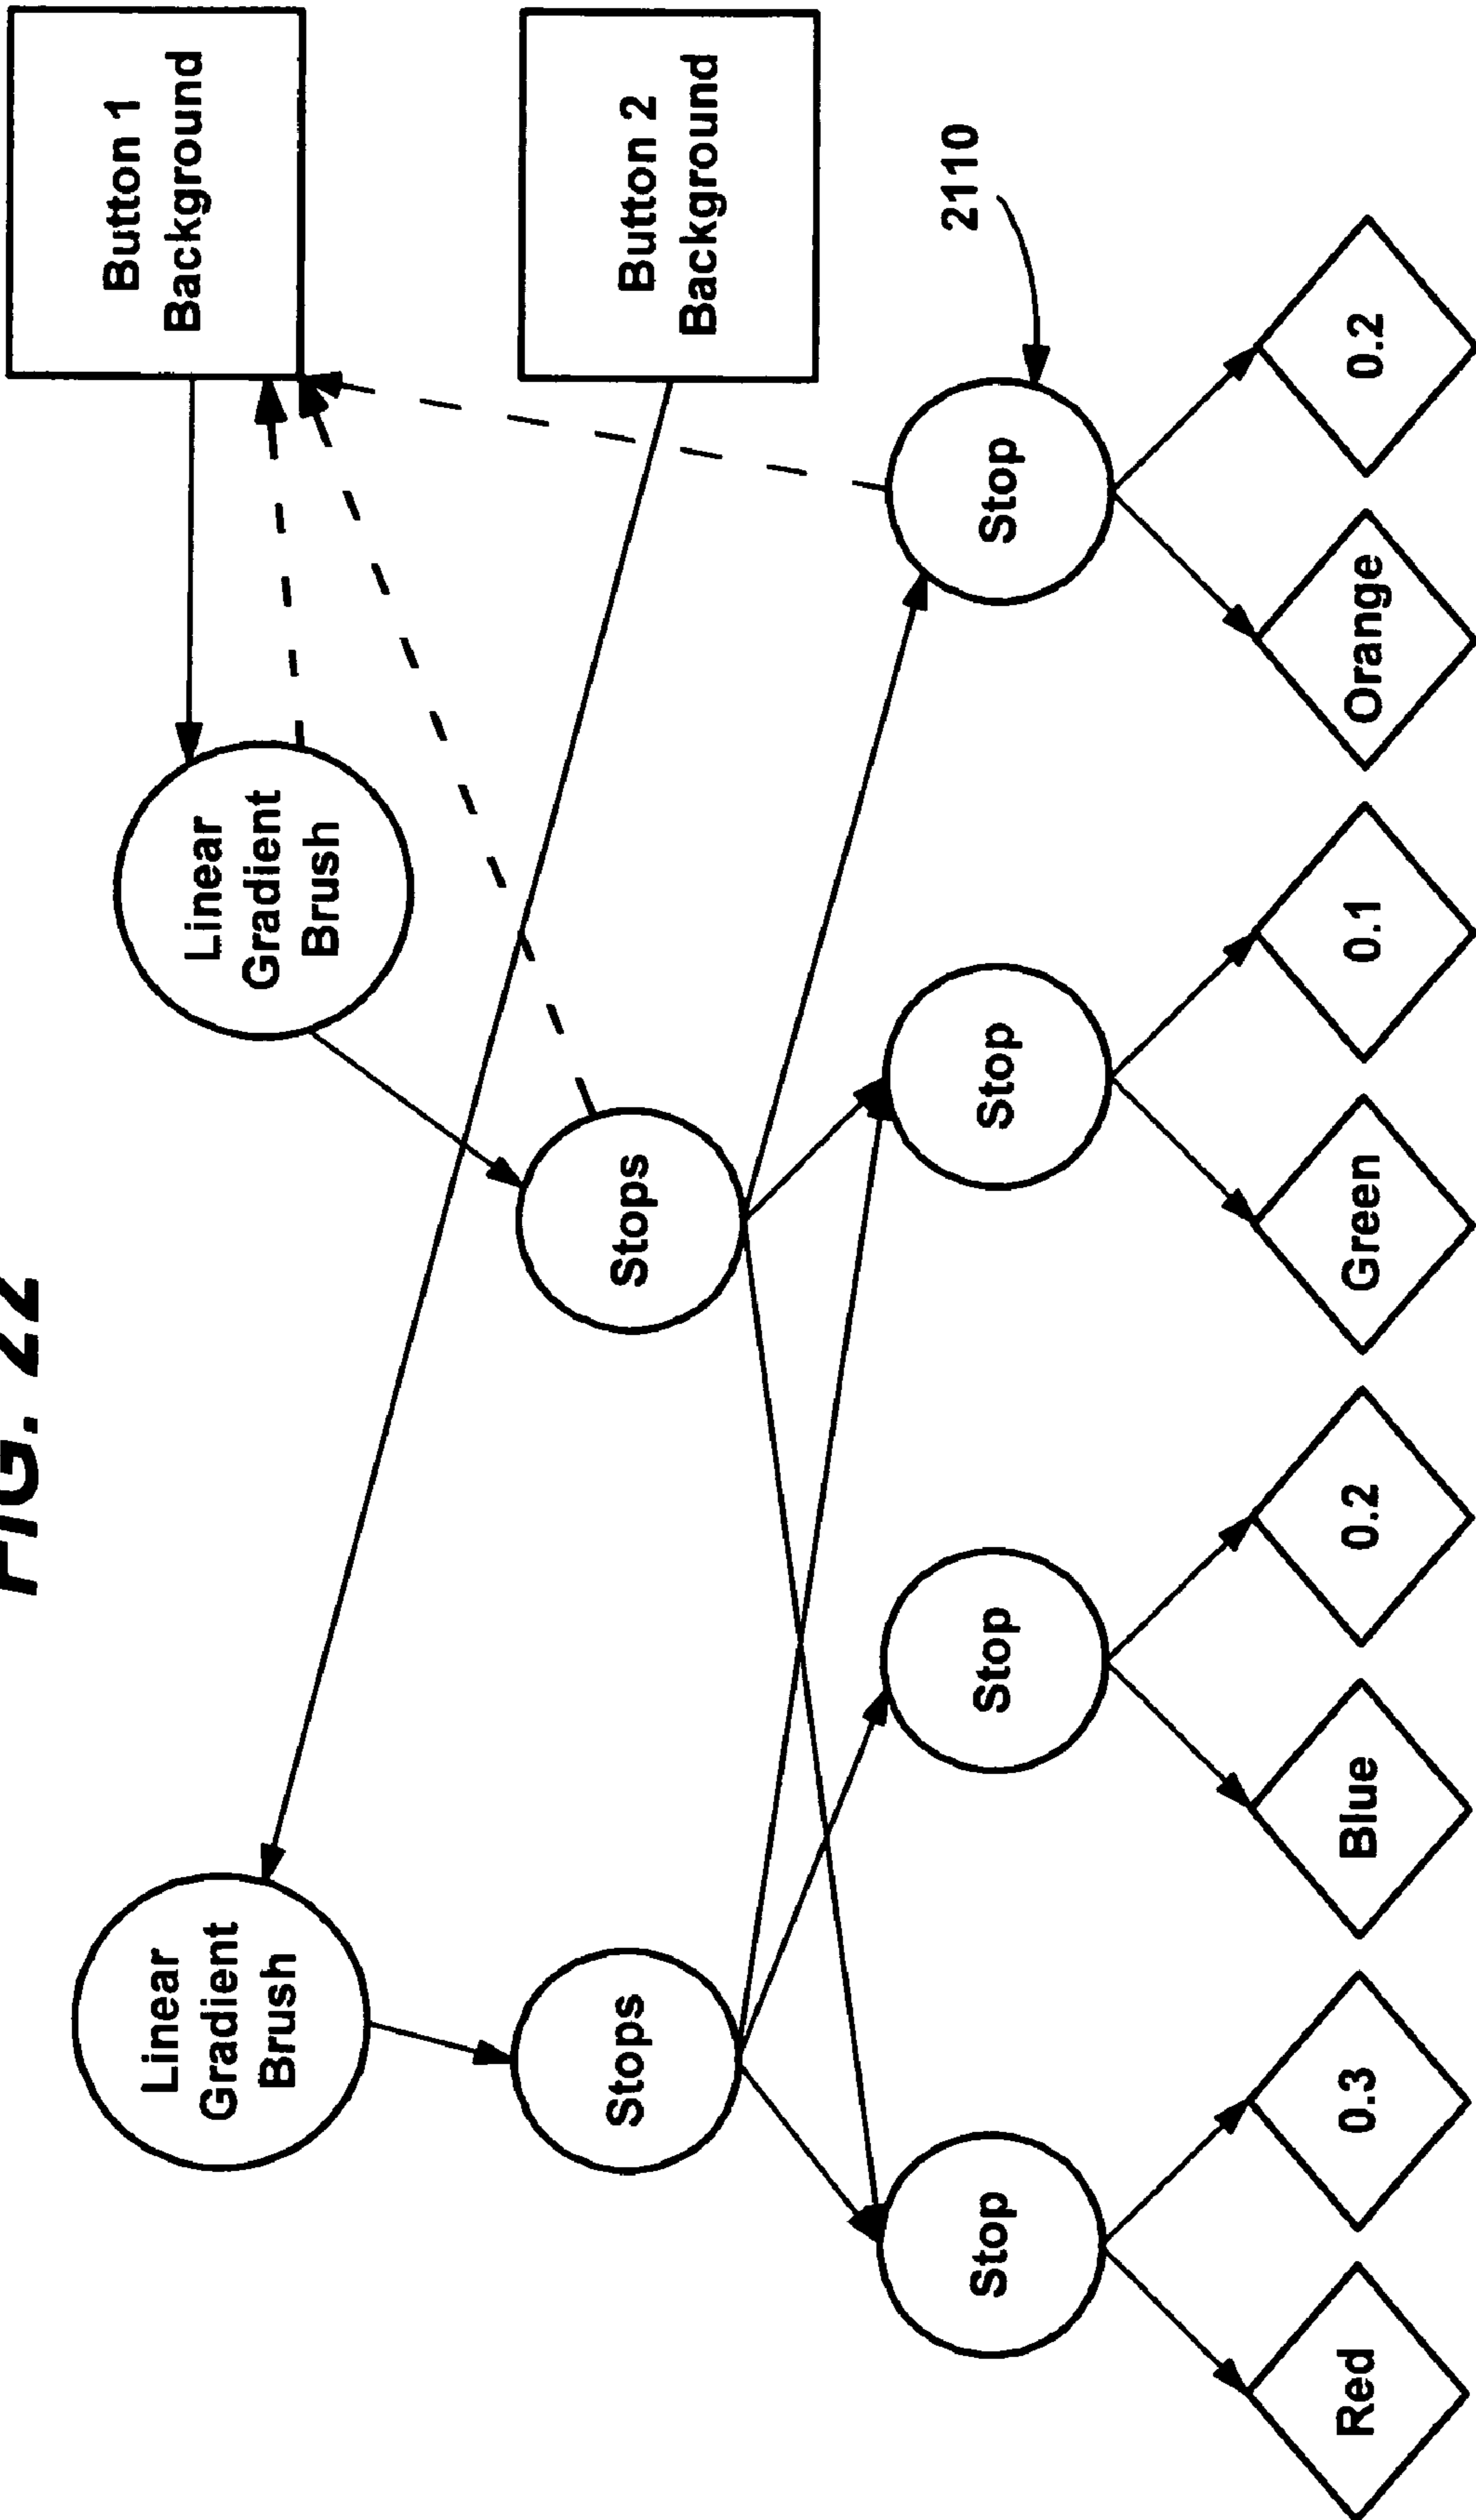 FIG. 22
Linear
Gradient
Brush
Linear
Gradient
Brush
Button 1
Background
Stops
Stops
Button 2
Background
2110
Stop
Stop
Stop
Stop
Red
0.3
Blue
0.2
Green
0.1
Orange
0.2